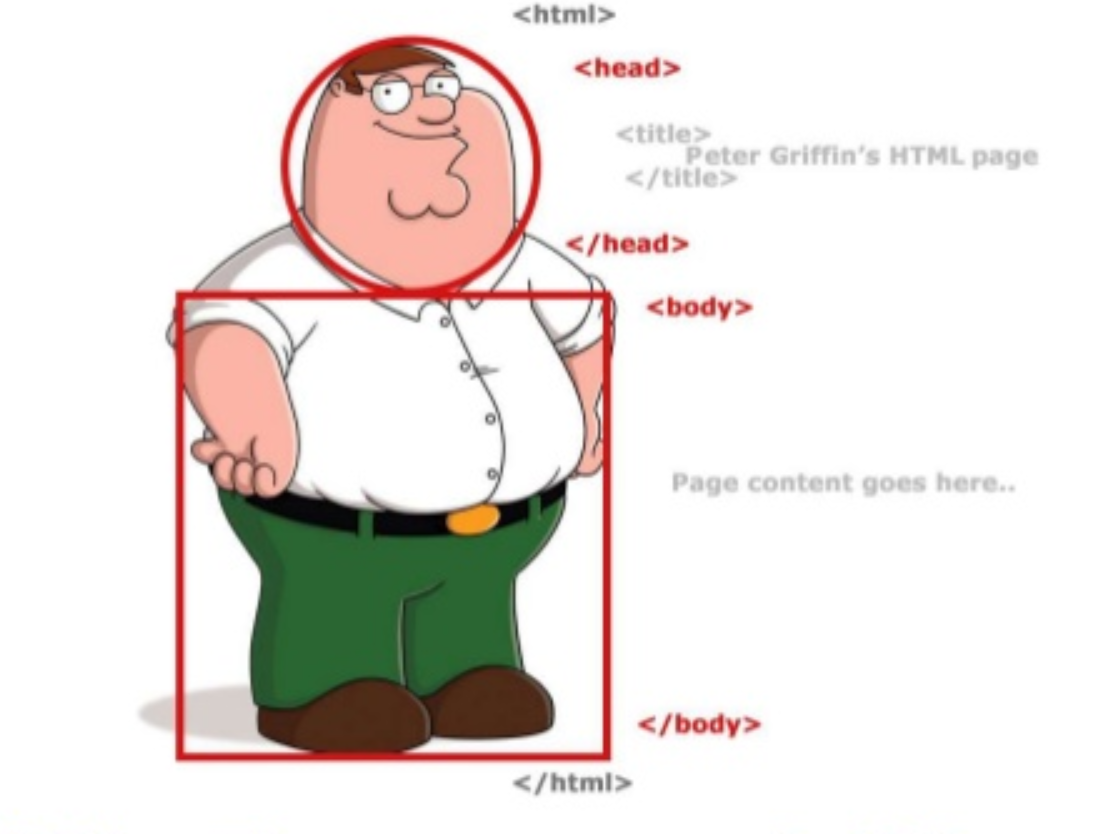 <html>
<head>
<title>
Peter Griffin's HTML page
</title>
</head>
<body>
Page content goes here..
</body>
</html>